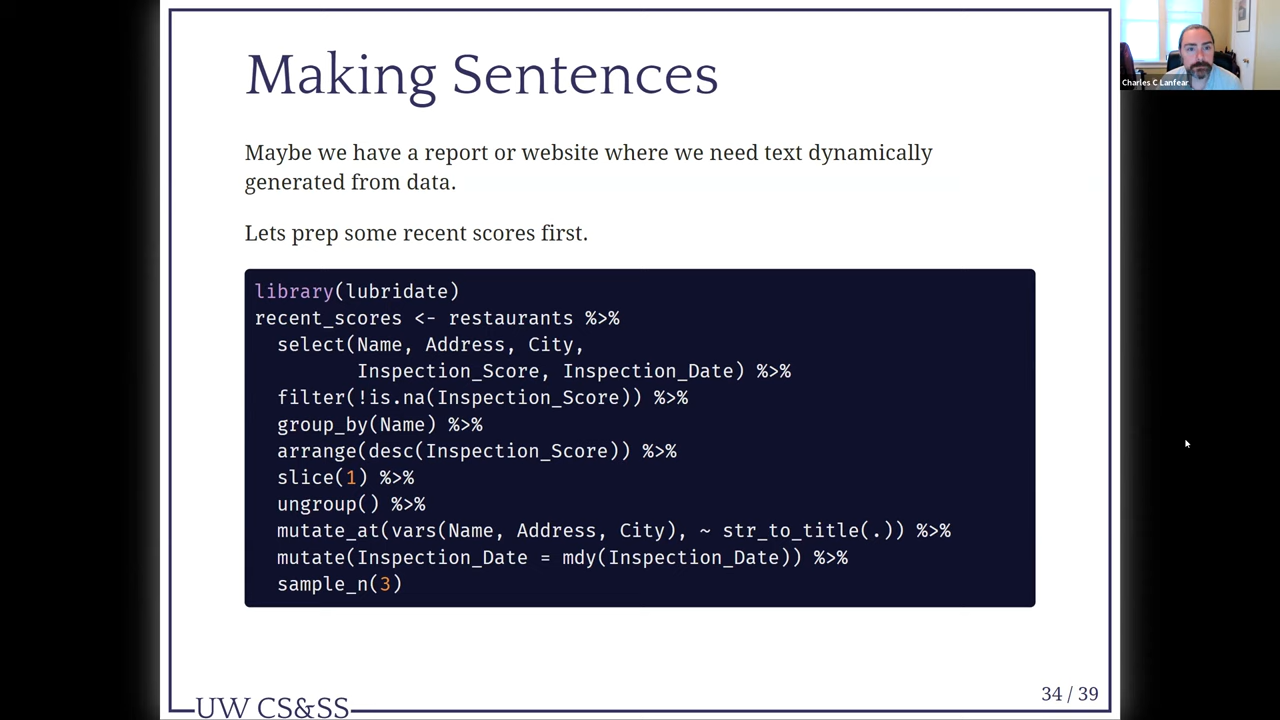 Making Sentences
Maybe we have a report or website where we need text dynamically
generated from data.
Lets prep some recent scores first.
library(lubridate)
recent_scores <- restaurants %>%
  select(Name, Address, City,
         Inspection_Score, Inspection_Date) %>%
  filter(!is.na(Inspection_Score)) %>%
  group_by(Name) %>%
  arrange(desc(Inspection_Score)) %>%
  slice(1) %>%
  ungroup() %>%
  mutate_at(vars(Name, Address, City), ~ str_to_title(.)) %>%
  mutate(Inspection_Date = mdy(Inspection_Date)) %>%
  sample_n(3)
UW CS&SS
34 / 39
Charles C Lanfear